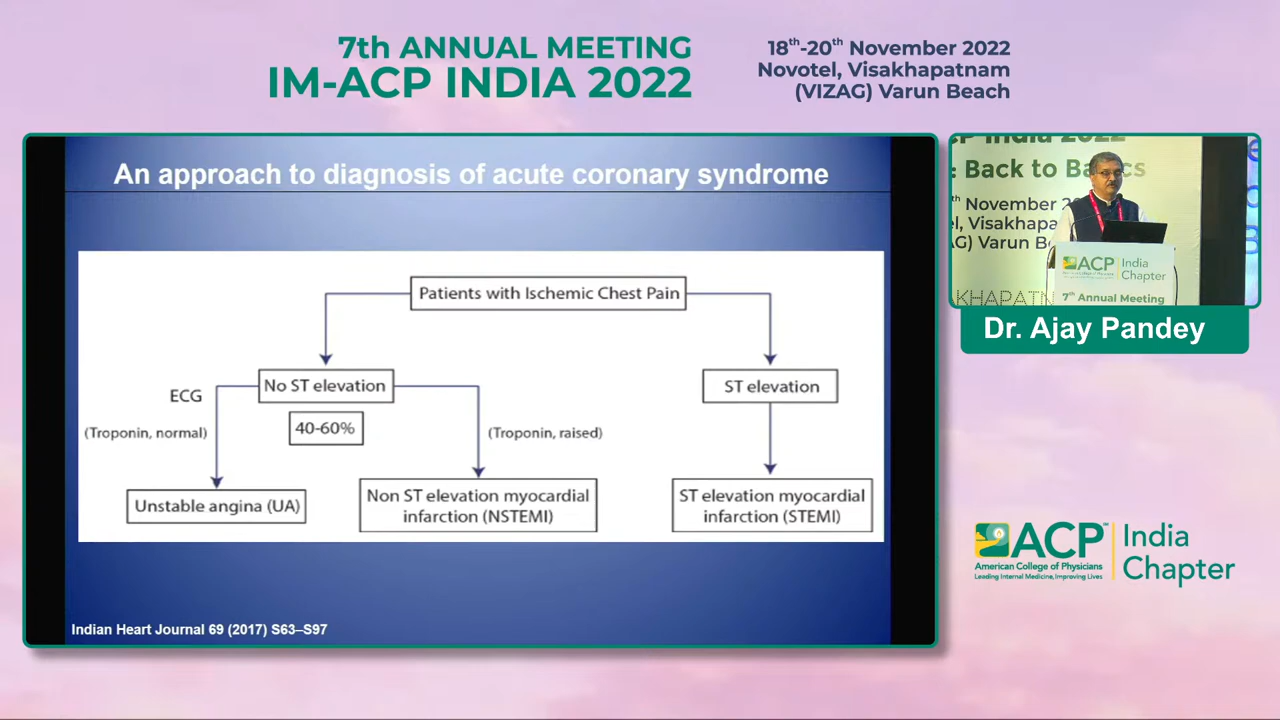 7th ANNUAL MEETING
IM-ACP INDIA 2022
18th-20th November 2022
Novotel, Visakhapatnam
(VIZAG) Varun Beach
An approach to diagnosis of acute coronary syndrome
Patients with Ischemic Chest Pain
No ST elevation
ST elevation
ECG
40-60%
(Troponin, normal)
(Troponin, raised)
Unstable angina (UA)
Non ST elevation myocardial
infarction (NSTEMI)
ST elevation myocardial
infarction (STEMI)
Indian Heart Journal 69 (2017) S63–S97
India 2022
: Back to Basics
November
Visakhapa
Varun B
AKHAPATN
ACP
India
Chapter
7th Annual Meeting
Dr. Ajay Pandey
ACP
American College of Physicians
Leading Internal Medicine, Improving Lives
India
Chapter